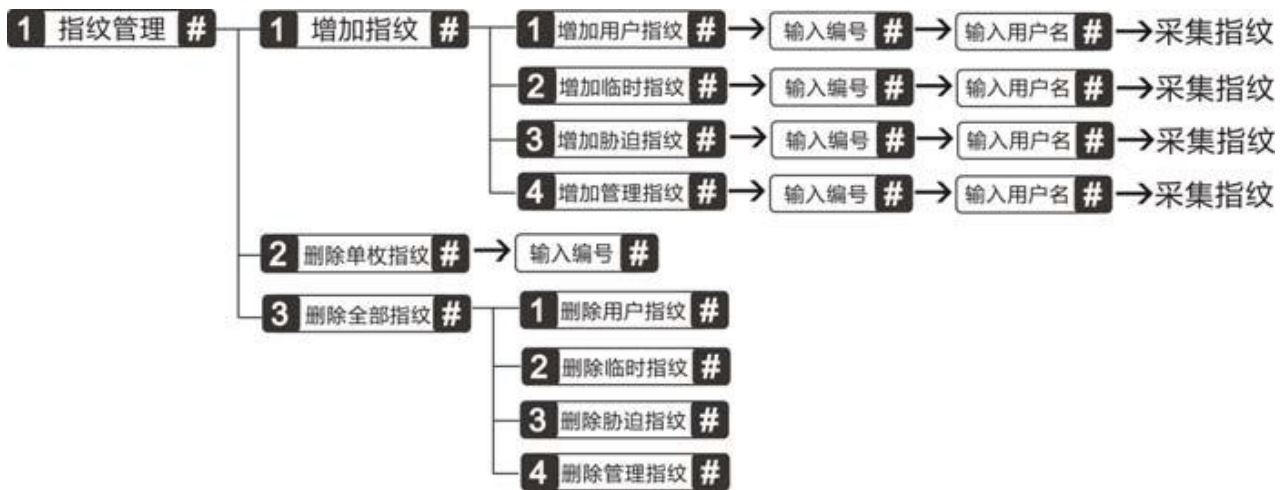 1 指纹管理 # 1 增加指纹 # 1 增加用户指纹 # → 输入编号 # → 输入用户名 # → 采集指纹
2 增加临时指纹 # → 输入编号 # → 输入用户名 # → 采集指纹
3 增加胁迫指纹 # → 输入编号 # → 输入用户名 # → 采集指纹
4 增加管理指纹 # → 输入编号 # → 输入用户名 # → 采集指纹
2 删除单枚指纹 # → 输入编号 #
3 删除全部指纹 # 1 删除用户指纹 #
2 删除临时指纹 #
3 删除胁迫指纹 #
4 删除管理指纹 #